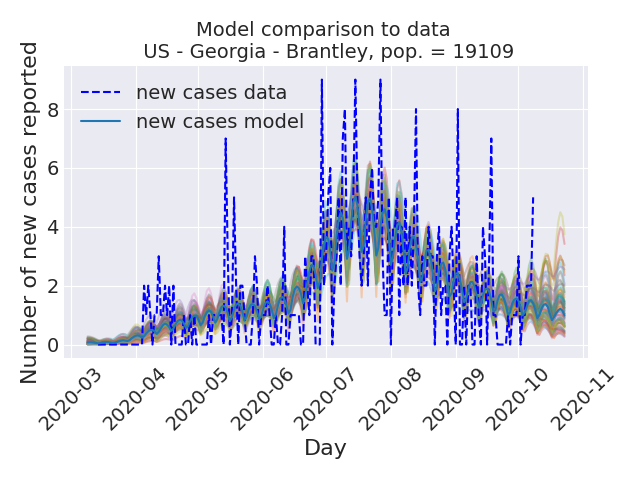 Model comparison to data
US - Georgia - Brantley, pop. = 19109
Number of new cases reported
new cases data
new cases model
8
6
4
2
0
2020-03
2020-04
2020-05
2020-06
2020-07
2020-08
2020-09
2020-10
2020-11
Day